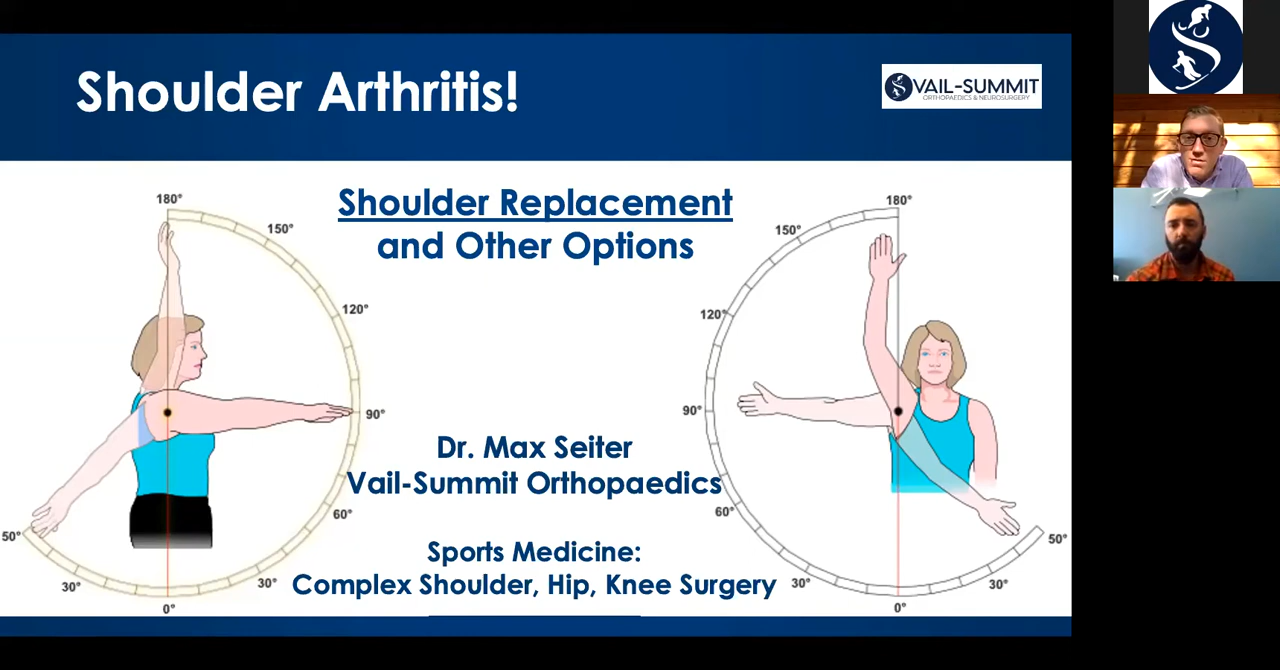 Shoulder Arthritis!
VAIL-SUMMIT
ORTHOPAEDICS & NEUROSURGERY
Shoulder Replacement
and Other Options
180°
150°
120°
90°
60°
30°
0°
30°
50°
180°
150°
120°
90°
60°
30°
0°
30°
50°
Dr. Max Seiter
Vail-Summit Orthopaedics
Sports Medicine:
Complex Shoulder, Hip, Knee Surgery